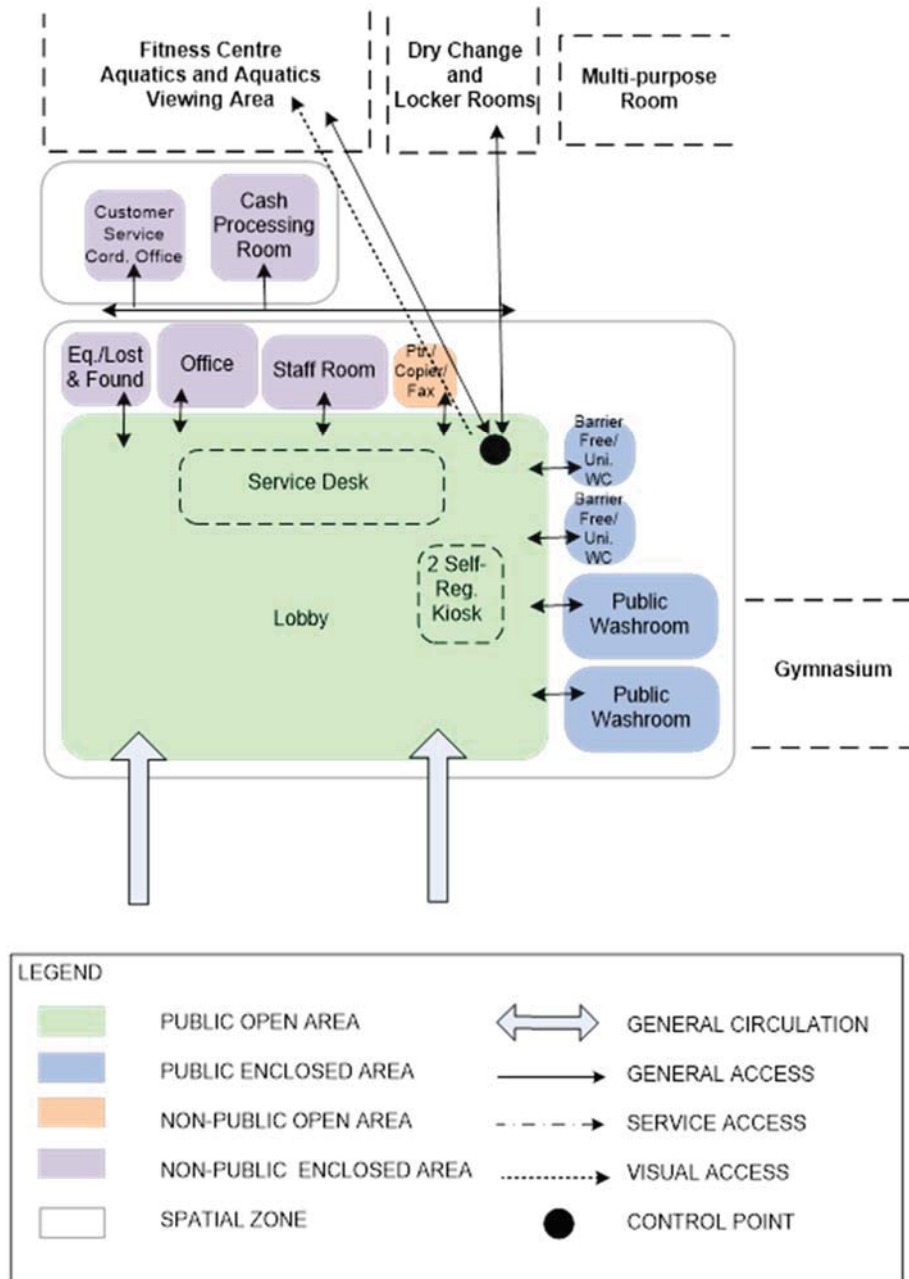 Fitness Centre
Aquatics and Aquatics
Viewing Area
Dry Change
and
Locker Rooms
Multi-purpose
Room
Customer
Service
Cord, Office
Cash
Processing
Room
Eq./Lost
& Found
Office
Staff Room
Ptr./
Copier/
Fax
Barrier
Free/
Uni.
WC
Service Desk
Barrier
Free/
Uni.
WC
2 Self-
Reg.
Kiosk
Lobby
Public
Washroom
Gymnasium
Public
Washroom
LEGEND
PUBLIC OPEN AREA
GENERAL CIRCULATION
PUBLIC ENCLOSED AREA
GENERAL ACCESS
NON-PUBLIC OPEN AREA
SERVICE ACCESS
NON-PUBLIC ENCLOSED AREA
VISUAL ACCESS
SPATIAL ZONE
CONTROL POINT